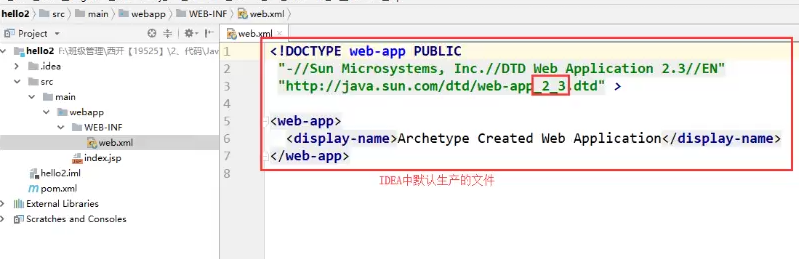 hello2 src main webapp WEB-INF web.xml
Project
web.xml
hello2 F:\班级管理\西开【19525】\2、代码\Jav
.idea
src
main
webapp
WEB-INF
web.xml
index.jsp
hello2.iml
pom.xml
External Libraries
Scratches and Consoles
1 <!DOCTYPE web-app PUBLIC
2 "-//Sun Microsystems, Inc.//DTD Web Application 2.3//EN"
3 "http://java.sun.com/dtd/web-app_2_3.dtd" >
4
5 <web-app>
6 <display-name>Archetype Created Web Application</display-name>
7 </web-app>
8
IDEA中默认生产的文件